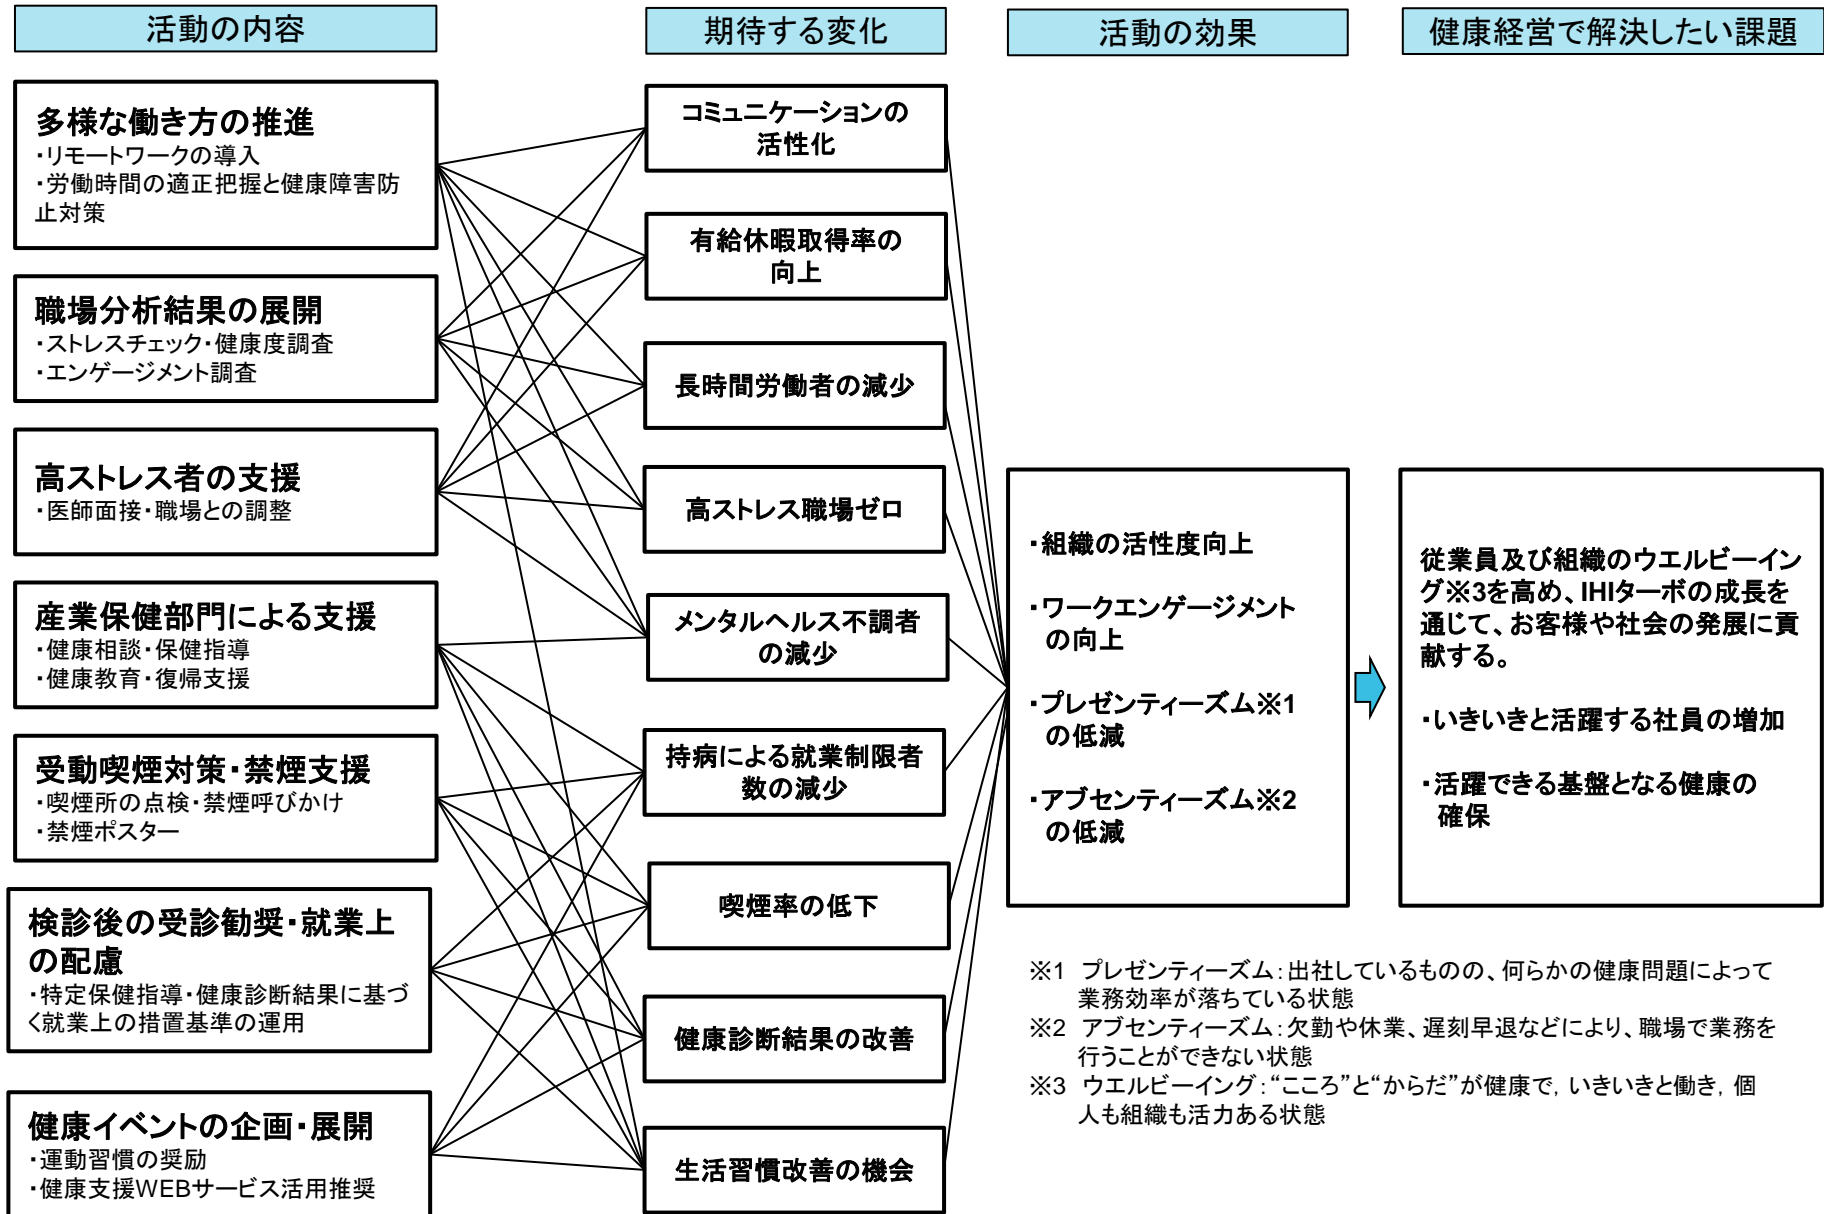 活動の内容
期待する変化
活動の効果
健康経営で解決したい課題
多様な働き方の推進
・リモートワークの導入
・労働時間の適正把握と健康障害防
止対策
職場分析結果の展開
・ストレスチェック・健康度調査
・エンゲージメント調査
高ストレス者の支援
・医師面接・職場との調整
産業保健部門による支援
・健康相談・保健指導
・健康教育・復帰支援
受動喫煙対策・禁煙支援
・喫煙所の点検・禁煙呼びかけ
・禁煙ポスター
検診後の受診勧奨・就業上
の配慮
・特定保健指導・健康診断結果に基づ
く就業上の措置基準の運用
健康イベントの企画・展開
・運動習慣の奨励
・健康支援WEBサービス活用推奨
コミュニケーションの
活性化
有給休暇取得率の
向上
長時間労働者の減少
高ストレス職場ゼロ
メンタルヘルス不調者
の減少
持病による就業制限者
数の減少
喫煙率の低下
健康診断結果の改善
生活習慣改善の機会
・組織の活性度向上
・ワークエンゲージメント
の向上
・プレゼンティーズム※1
の低減
・アブセンティーズム※2
の低減
従業員及び組織のウエルビーイン
グ※3を高め、IHIターボの成長を
通じて、お客様や社会の発展に貢
献する。
・いきいきと活躍する社員の増加
・活躍できる基盤となる健康の
確保
※1 プレゼンティーズム：出社しているものの、何らかの健康問題によって
業務効率が落ちている状態
※2 アブセンティーズム：欠勤や休業、遅刻早退などにより、職場で業務を
行うことができない状態
※3 ウエルビーイング：“こころ”と“からだ”が健康で, いきいきと働き, 個
人も組織も活力ある状態